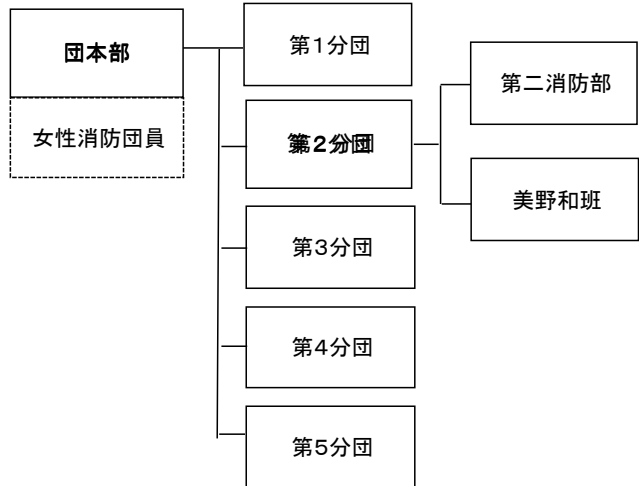 団本部
女性消防団員
第1分団
第2分団
第3分団
第4分団
第5分団
第二消防部
美野和班